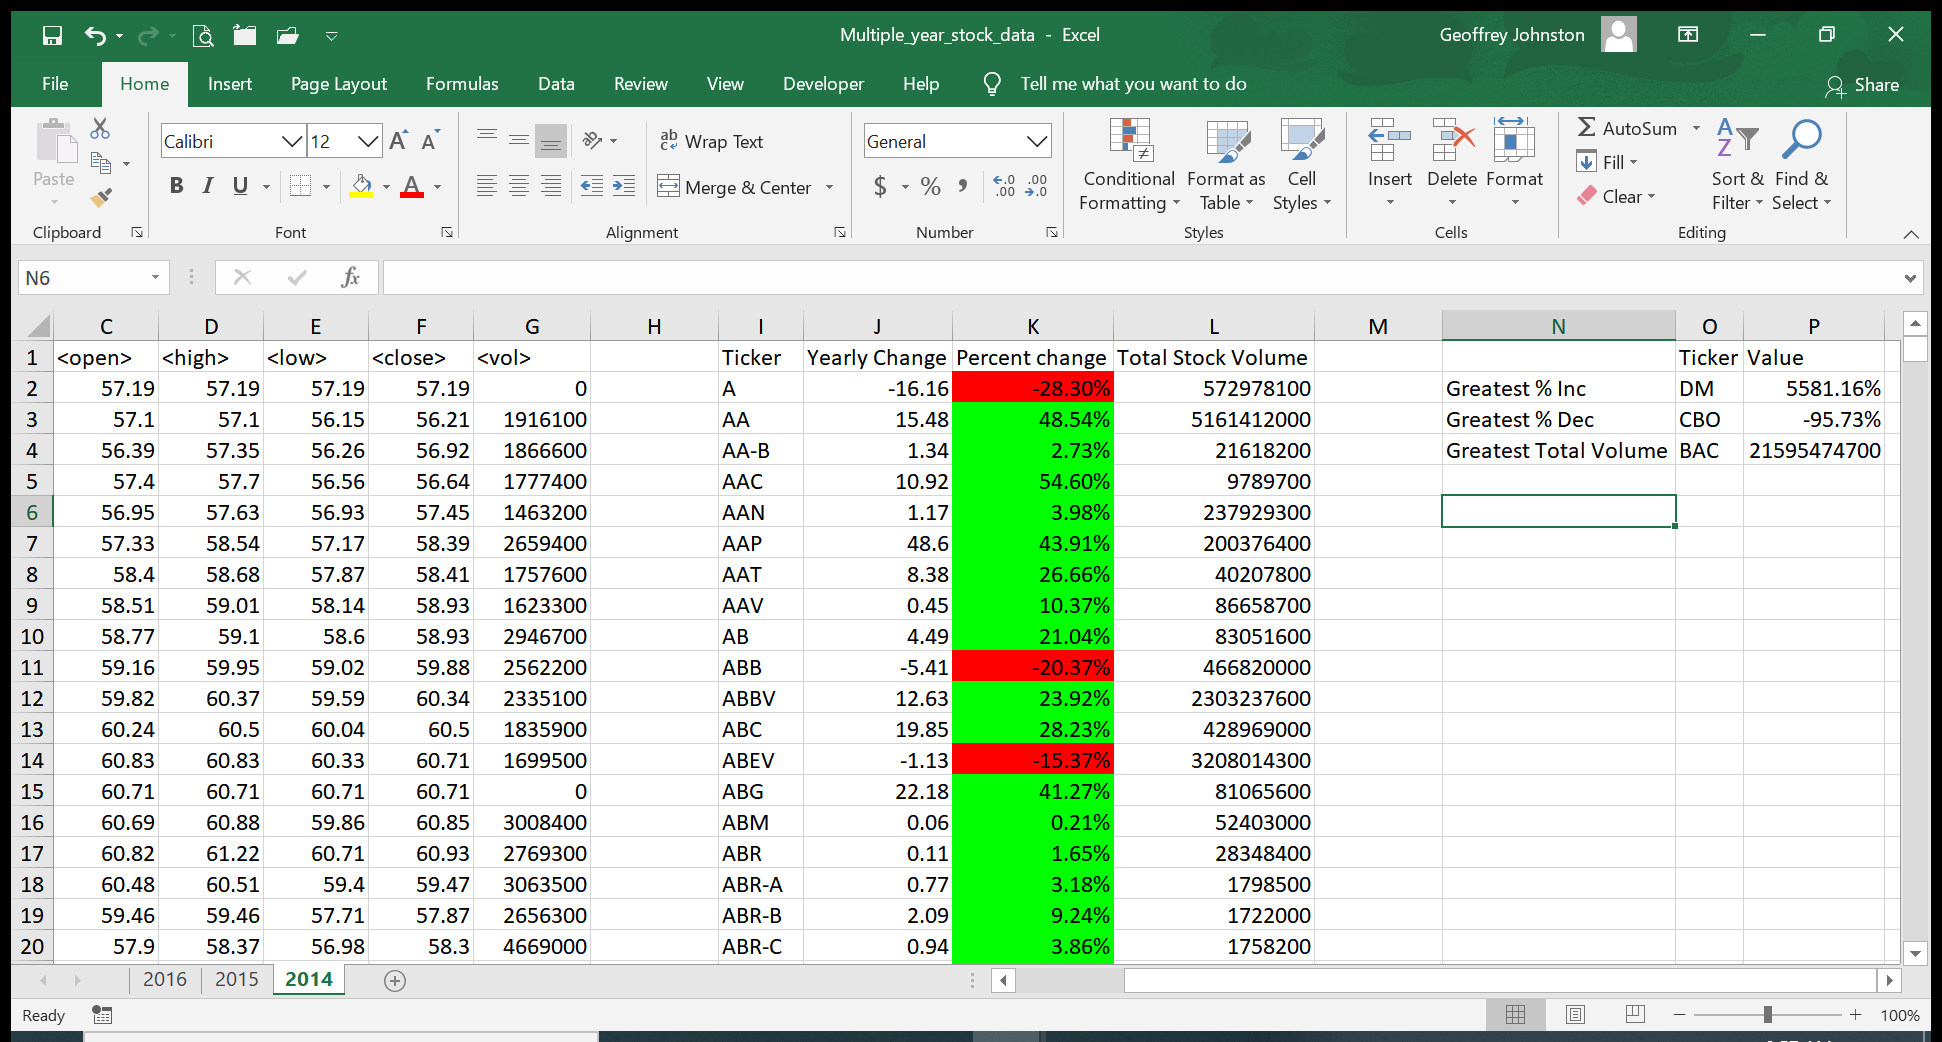 Multiple_year_stock_data - Excel
Geoffrey Johnston
File Home Insert Page Layout Formulas Data Review View Developer Help Tell me what you want to do Share
Calibri 12 A A ab Wrap Text General AutoSum
Paste B I U A Merge & Center $ % , Conditional Formatting Format as Table Cell Styles Insert Delete Format Fill Clear Sort & Filter Find & Select
Clipboard Font Alignment Number Styles Cells Editing
N6 fx
C D E F G H I J K L M N O P
1 <open> <high> <low> <close> <vol> Ticker Yearly Change Percent change Total Stock Volume Ticker Value
2 57.19 57.19 57.19 57.19 0 A -16.16 -28.30% 572978100 Greatest % Inc DM 5581.16%
3 57.1 57.1 56.15 56.21 1916100 AA 15.48 48.54% 5161412000 Greatest % Dec CBO -95.73%
4 56.39 57.35 56.26 56.92 1866600 AA-B 1.34 2.73% 21618200 Greatest Total Volume BAC 21595474700
5 57.4 57.7 56.56 56.64 1777400 AAC 10.92 54.60% 9789700
6 56.95 57.63 56.93 57.45 1463200 AAN 1.17 3.98% 237929300
7 57.33 58.54 57.17 58.39 2659400 AAP 48.6 43.91% 200376400
8 58.4 58.68 57.87 58.41 1757600 AAT 8.38 26.66% 40207800
9 58.51 59.01 58.14 58.93 1623300 AAV 0.45 10.37% 86658700
10 58.77 59.1 58.6 58.93 2946700 AB 4.49 21.04% 83051600
11 59.16 59.95 59.02 59.88 2562200 ABB -5.41 -20.37% 466820000
12 59.82 60.37 59.59 60.34 2335100 ABBV 12.63 23.92% 2303237600
13 60.24 60.5 60.04 60.5 1835900 ABC 19.85 28.23% 428969000
14 60.83 60.83 60.33 60.71 1699500 ABEV -1.13 -15.37% 3208014300
15 60.71 60.71 60.71 60.71 0 ABG 22.18 41.27% 81065600
16 60.69 60.88 59.86 60.85 3008400 ABM 0.06 0.21% 52403000
17 60.82 61.22 60.71 60.93 2769300 ABR 0.11 1.65% 28348400
18 60.48 60.51 59.4 59.47 3063500 ABR-A 0.77 3.18% 1798500
19 59.46 59.46 57.71 57.87 2656300 ABR-B 2.09 9.24% 1722000
20 57.9 58.37 56.98 58.3 4669000 ABR-C 0.94 3.86% 1758200
2016 2015 2014
Ready 100%